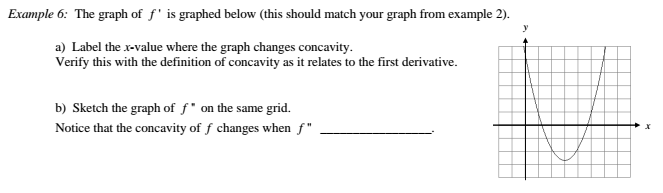 Example 6: The graph of f ' is graphed below (this should match your graph from example 2).
y
a) Label the x-value where the graph changes concavity.
Verify this with the definition of concavity as it relates to the first derivative.
b) Sketch the graph of f " on the same grid.
Notice that the concavity of f changes when f " _________________.
x